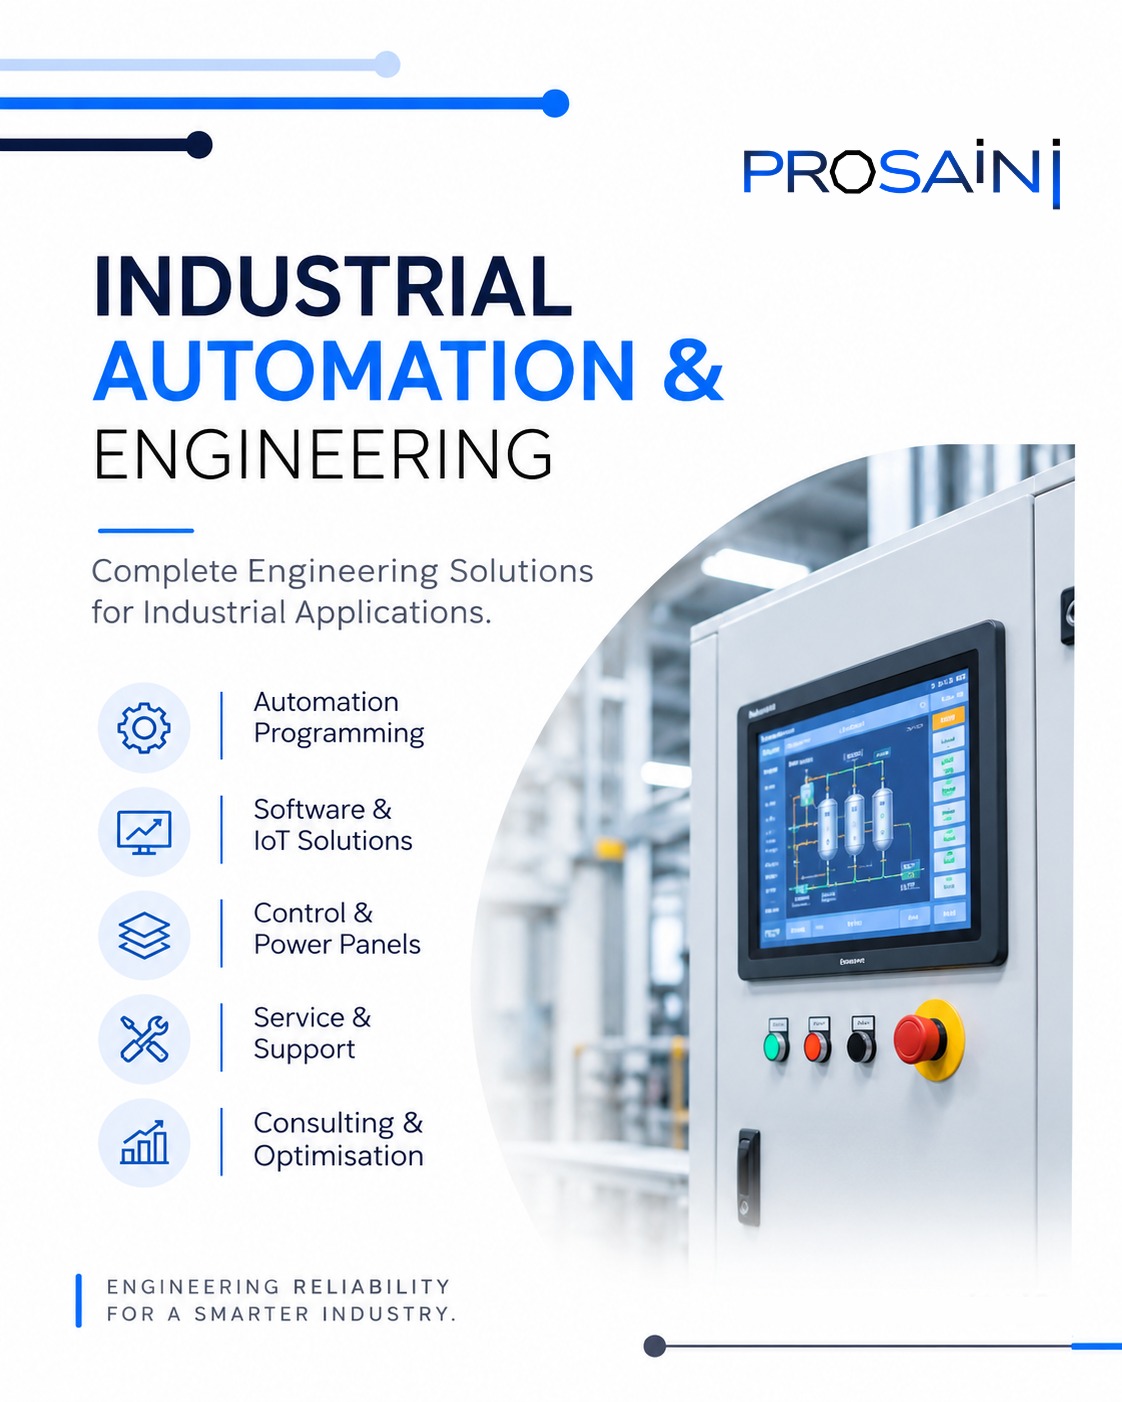 PROSAINj
INDUSTRIAL
AUTOMATION &
ENGINEERING
Complete Engineering Solutions
for Industrial Applications.
Automation
Programming
Software &
IoT Solutions
Control &
Power Panels
Service &
Support
Consulting &
Optimisation
ENGINEERING RELIABILITY
FOR A SMARTER INDUSTRY.